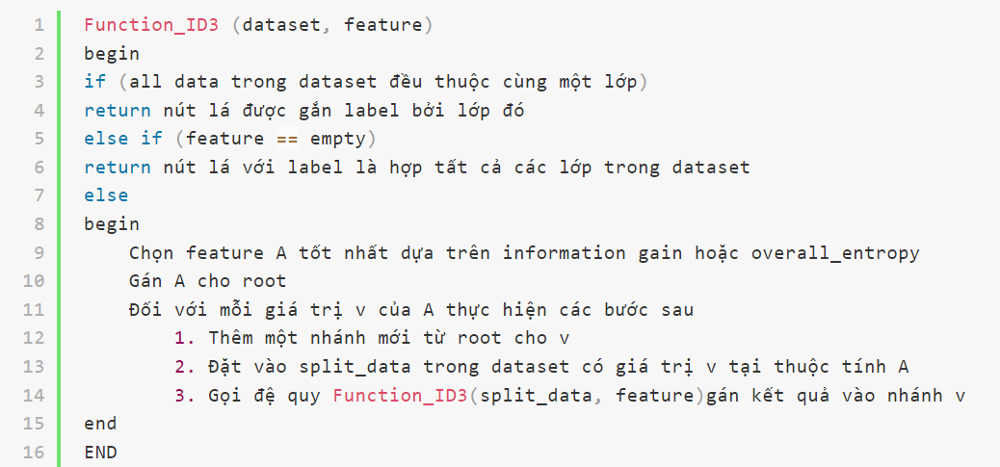 1 Function_ID3 (dataset, feature)
2 begin
3 if (all data trong dataset đều thuộc cùng một lớp)
4 return nút lá được gắn label bởi lớp đó
5 else if (feature == empty)
6 return nút lá với label là hợp tất cả các lớp trong dataset
7 else
8 begin
9 Chọn feature A tốt nhất dựa trên information gain hoặc overall_entropy
10 Gán A cho root
11 Đối với mỗi giá trị v của A thực hiện các bước sau
12 1. Thêm một nhánh mới từ root cho v
13 2. Đặt vào split_data trong dataset có giá trị v tại thuộc tính A
14 3. Gọi đệ quy Function_ID3(split_data, feature)gán kết quả vào nhánh v
15 end
16 END